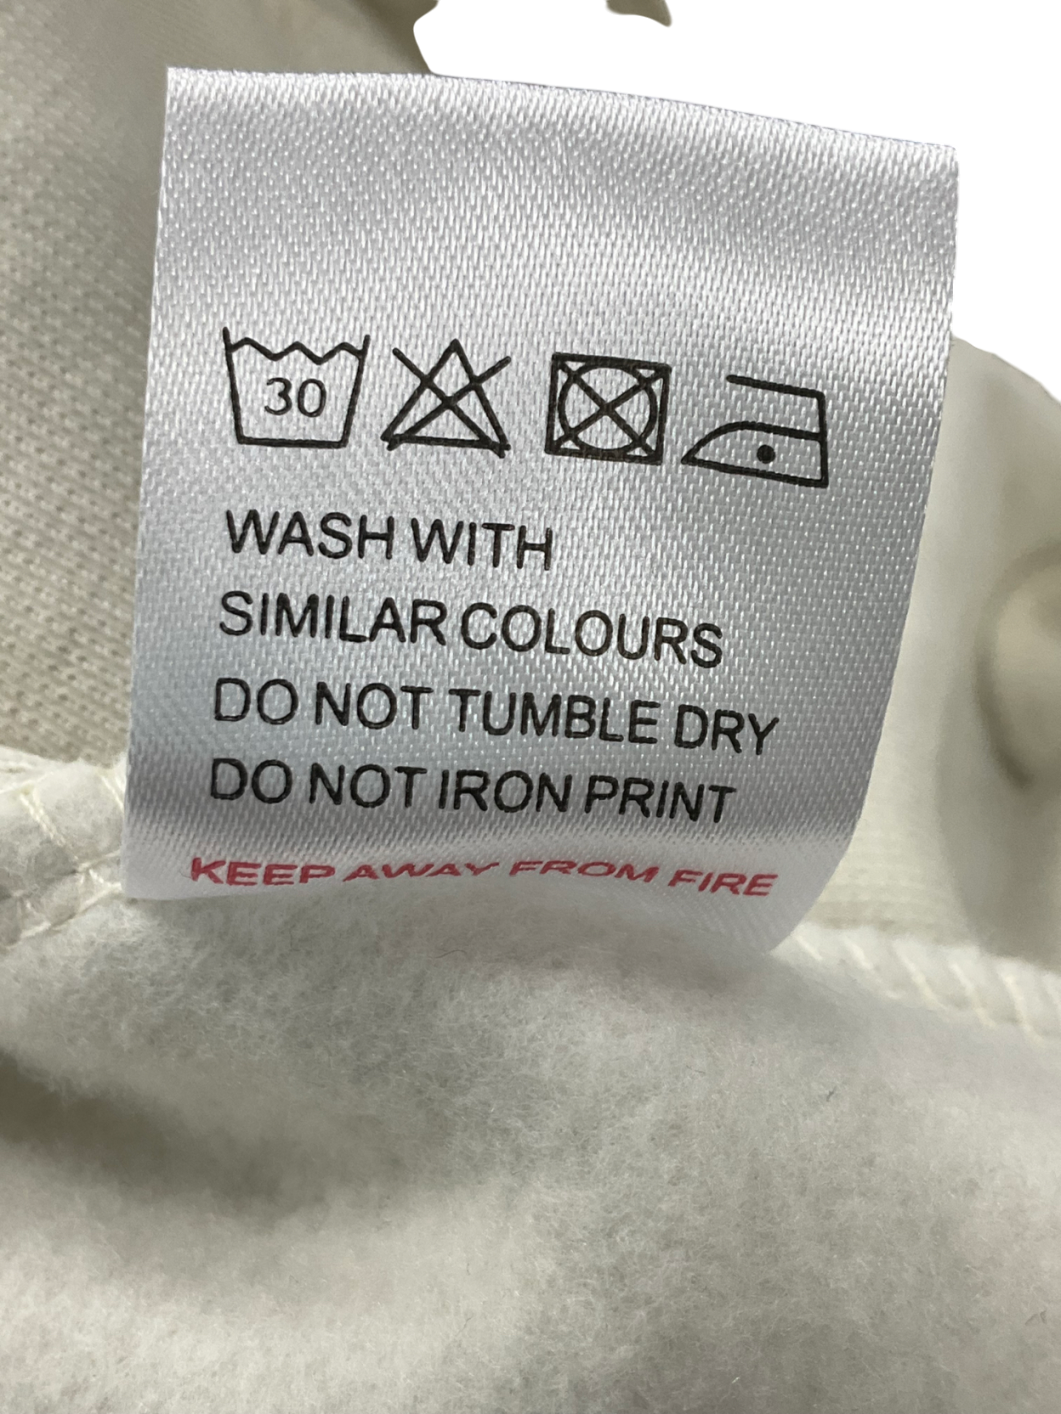 30
WASH WITH
SIMILAR COLOURS
DO NOT TUMBLE DRY
DO NOT IRON PRINT
KEEP AWAY FROM FIRE